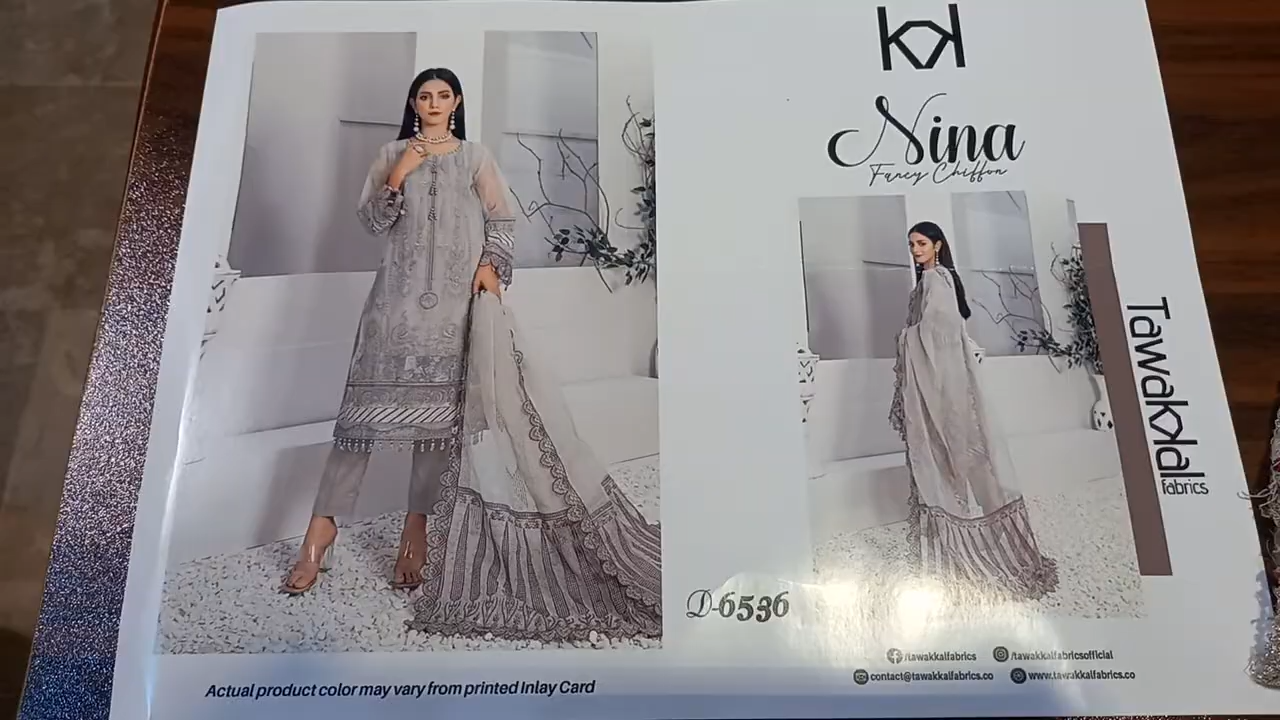 Nina
Fancy Chiffon
Tawakkal
fabrics
D-6536
/tawakkalfabrics
/tawakkalfabricsofficial
contact@tawakkalfabrics.co
www.tawakkalfabrics.co
Actual product color may vary from printed Inlay Card